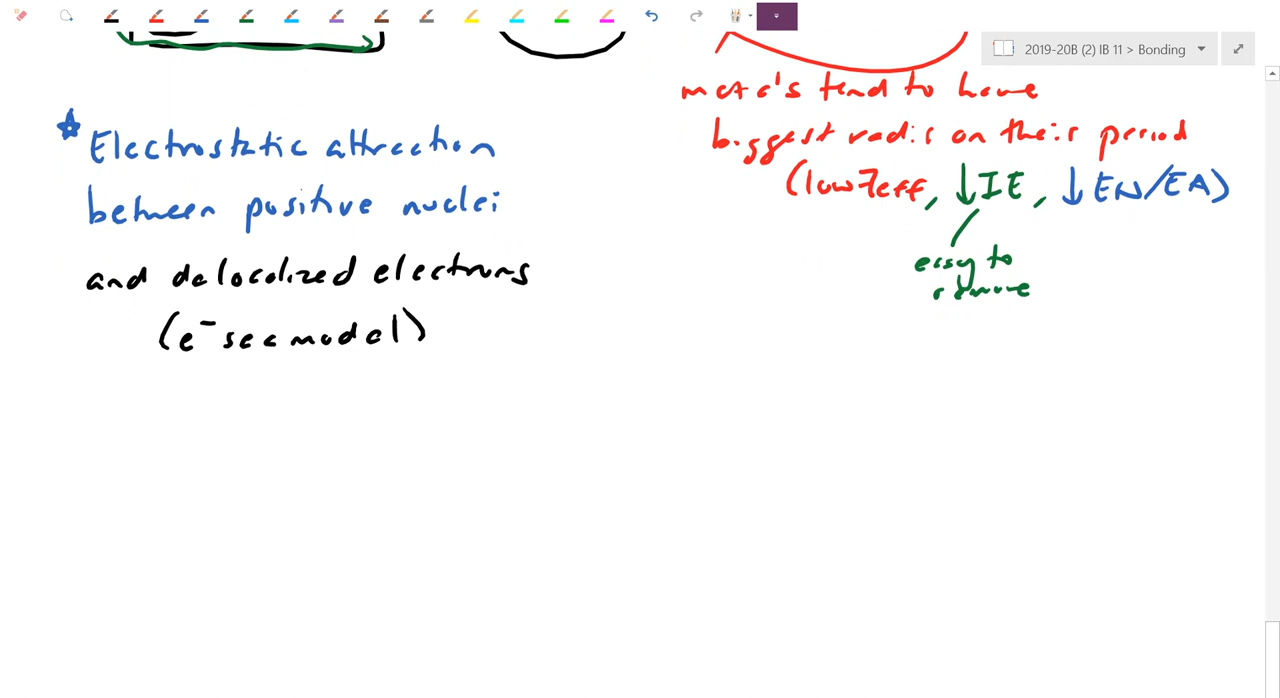 2019-20B (2) IB 11 > Bonding
★ Electrostatic attraction
between positive nuclei
and delocalized electrons
(e⁻ sea model)
metals tend to have
biggest radii on their period
(low Zeff, ↓IE, ↓EN/EA)
easy to
remove